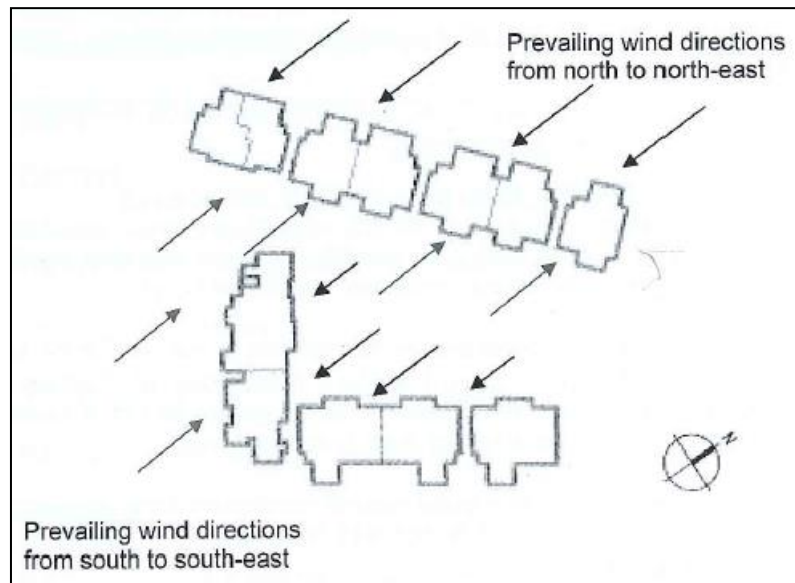 Prevailing wind directions
from north to north-east
N
Prevailing wind directions
from south to south-east